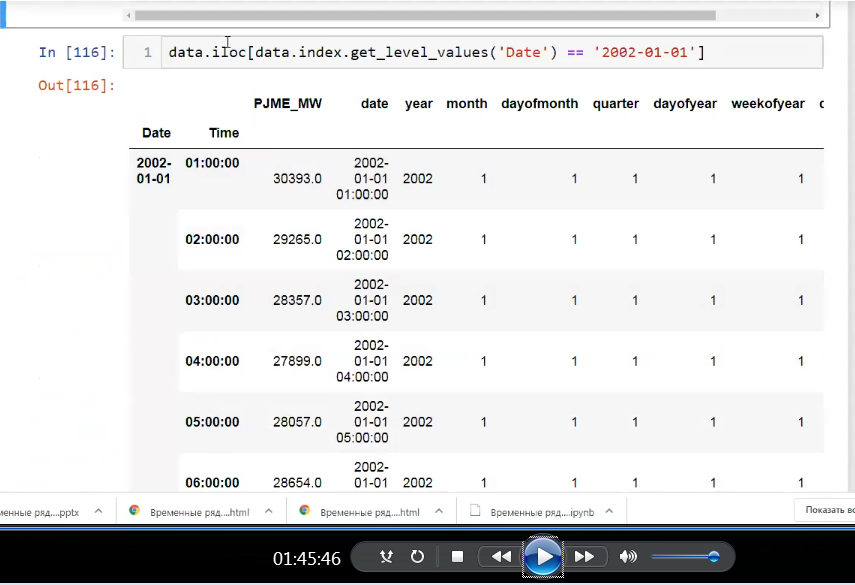 In [116]: 1 data.iloc[data.index.get_level_values('Date') == '2002-01-01']
Out[116]:
PJME_MW date year month dayofmonth quarter dayofyear weekofyear
Date Time
2002-01-01 01:00:00 30393.0 2002-01-01 01:00:00 2002 1 1 1 1 1
02:00:00 29265.0 2002-01-01 02:00:00 2002 1 1 1 1 1
03:00:00 28357.0 2002-01-01 03:00:00 2002 1 1 1 1 1
04:00:00 27899.0 2002-01-01 04:00:00 2002 1 1 1 1 1
05:00:00 28057.0 2002-01-01 05:00:00 2002 1 1 1 1 1
06:00:00 28654.0 2002-01-01 2002 1 1 1 1 1
менные ряд....pptx Временные ряд....html Временные ряд....html Временные ряд....ipynb Показать вс
01:45:46